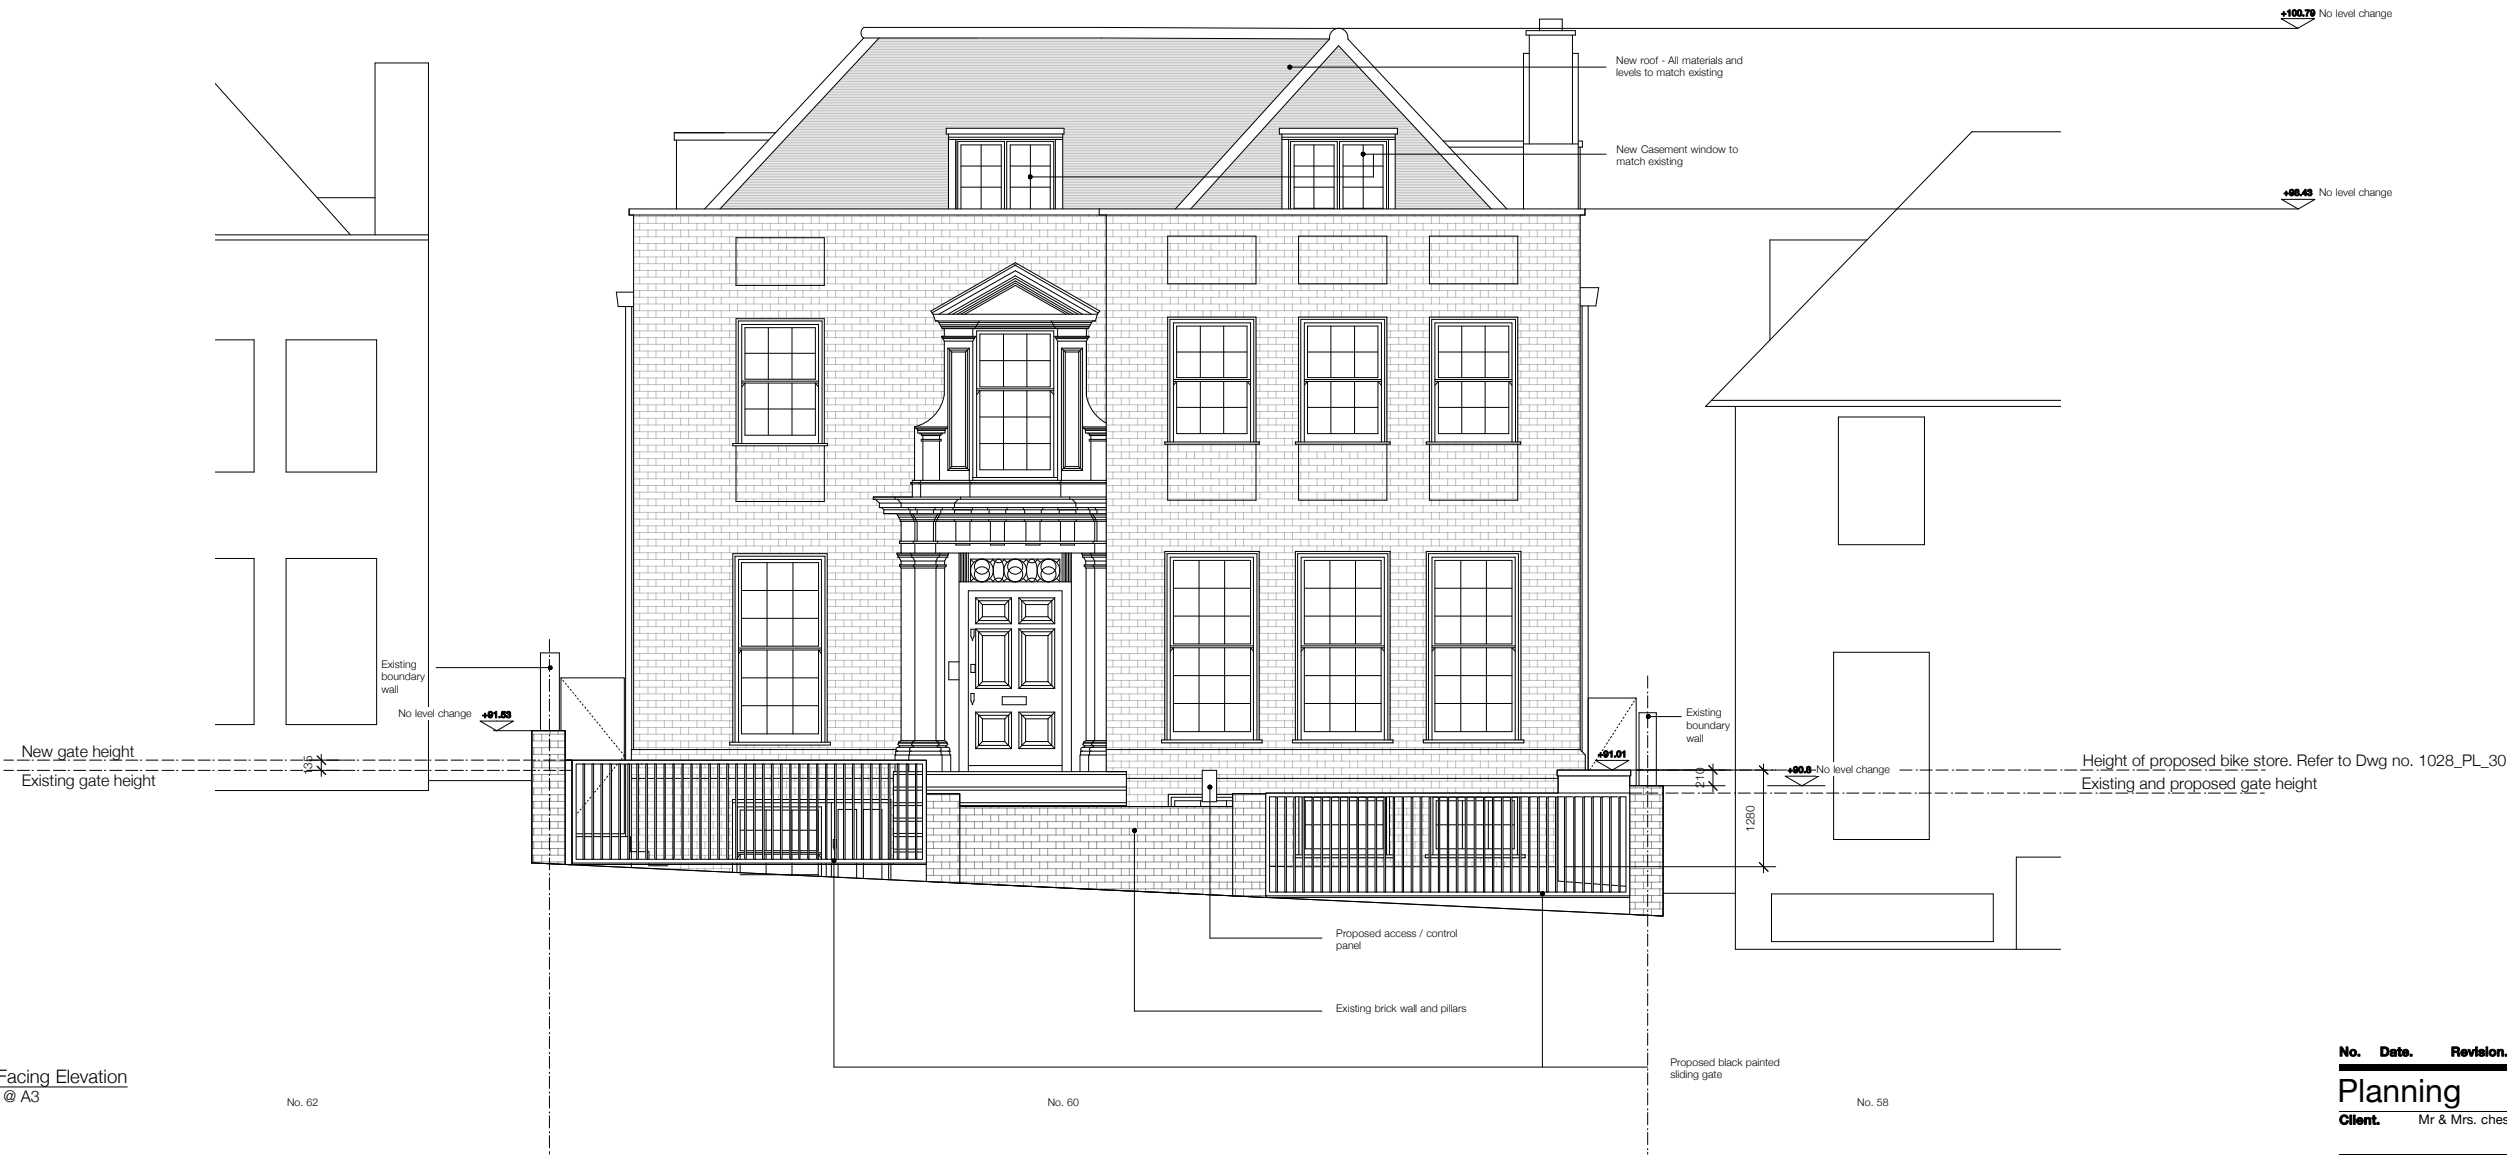 +100.79 No level change
New roof - All materials and
levels to match existing
New Casement window to
match existing
+98.43 No level change
Existing
boundary
wall
No level change +91.53
New gate height
135
Existing gate height
Existing
boundary
wall
+91.01
+90.8 No level change
210
1280
Height of proposed bike store. Refer to Dwg no. 1028_PL_30
Existing and proposed gate height
Proposed access / control
panel
Existing brick wall and pillars
Proposed black painted
sliding gate
Facing Elevation
@ A3
No. 62
No. 60
No. 58
No. Date. Revision.
Planning
Client. Mr & Mrs. ches